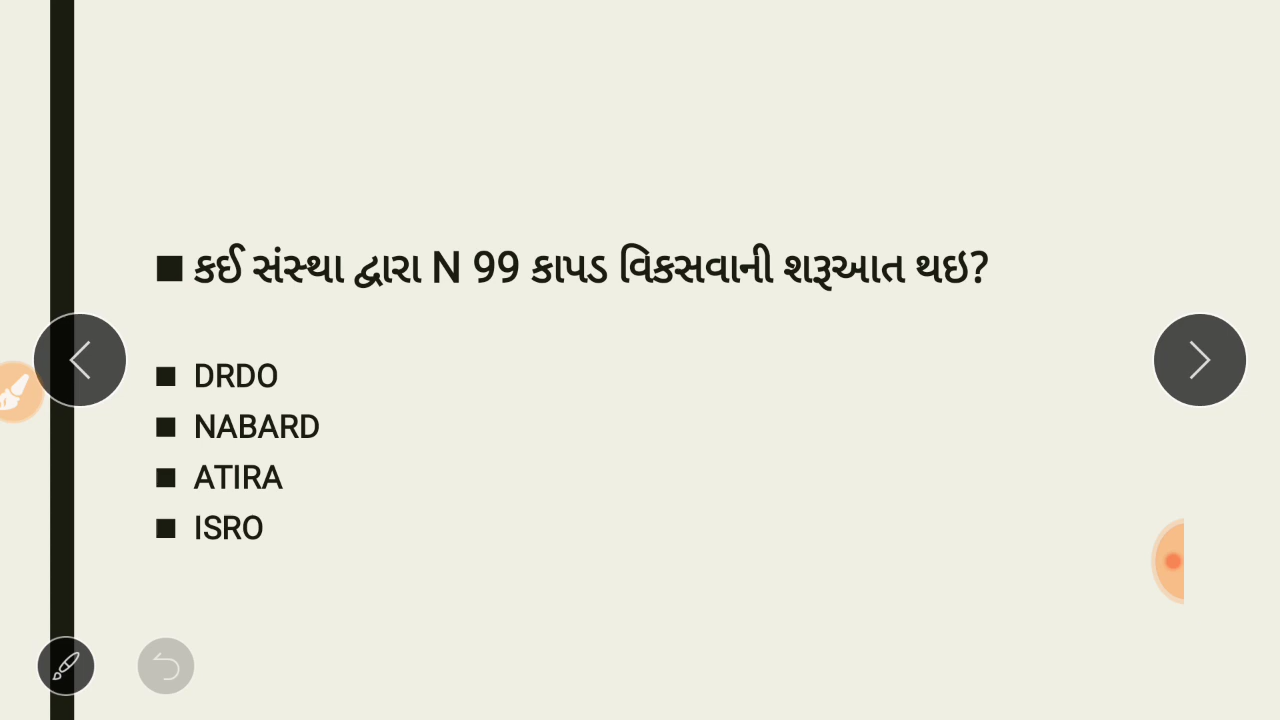 કઈ સંસ્થા દ્વારા N 99 કાપડ વિકસવાની શરૂઆત થઇ?
DRDO
NABARD
ATIRA
ISRO